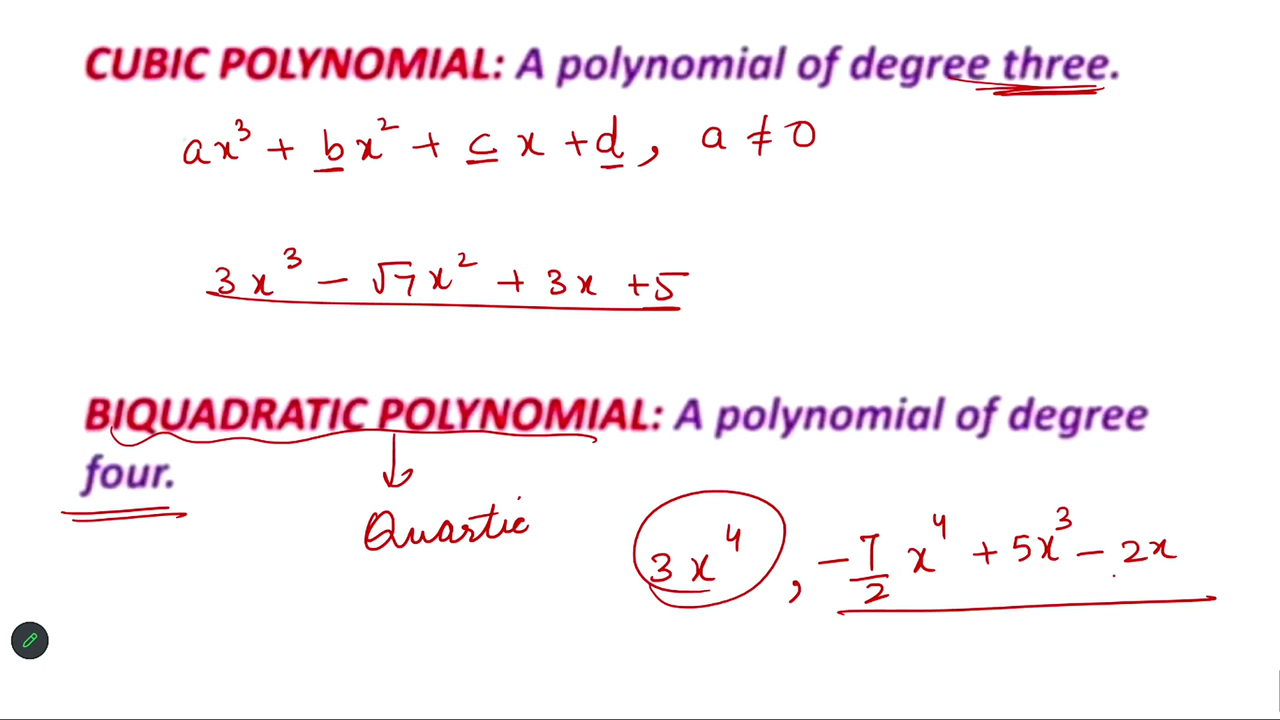 CUBIC POLYNOMIAL: A polynomial of degree three.
ax³ + bx² + cx + d, a ≠ 0
3x³ - √7x² + 3x + 5
BIQUADRATIC POLYNOMIAL: A polynomial of degree
four.
Quartic
3x⁴, -7/2 x⁴ + 5x³ - 2x